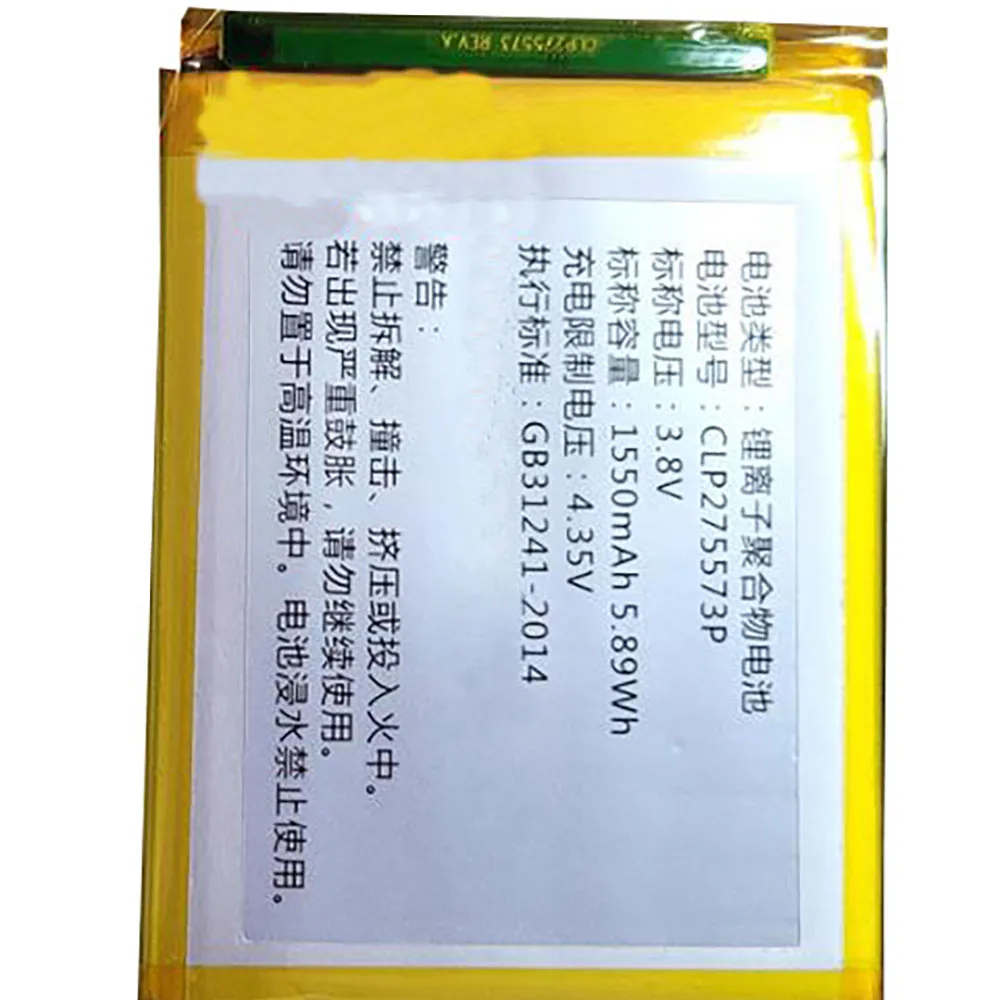 CLP275573 REV.A
电池类型：锂离子聚合物电池
电池型号：CLP275573P
标称电压：3.8V
标称容量：1550mAh 5.89Wh
充电限制电压：4.35V
执行标准：GB31241-2014
警告：
禁止拆解、撞击、挤压或投入火中。
若出现严重鼓胀，请勿继续使用。
请勿置于高温环境中。电池浸水禁止使用。